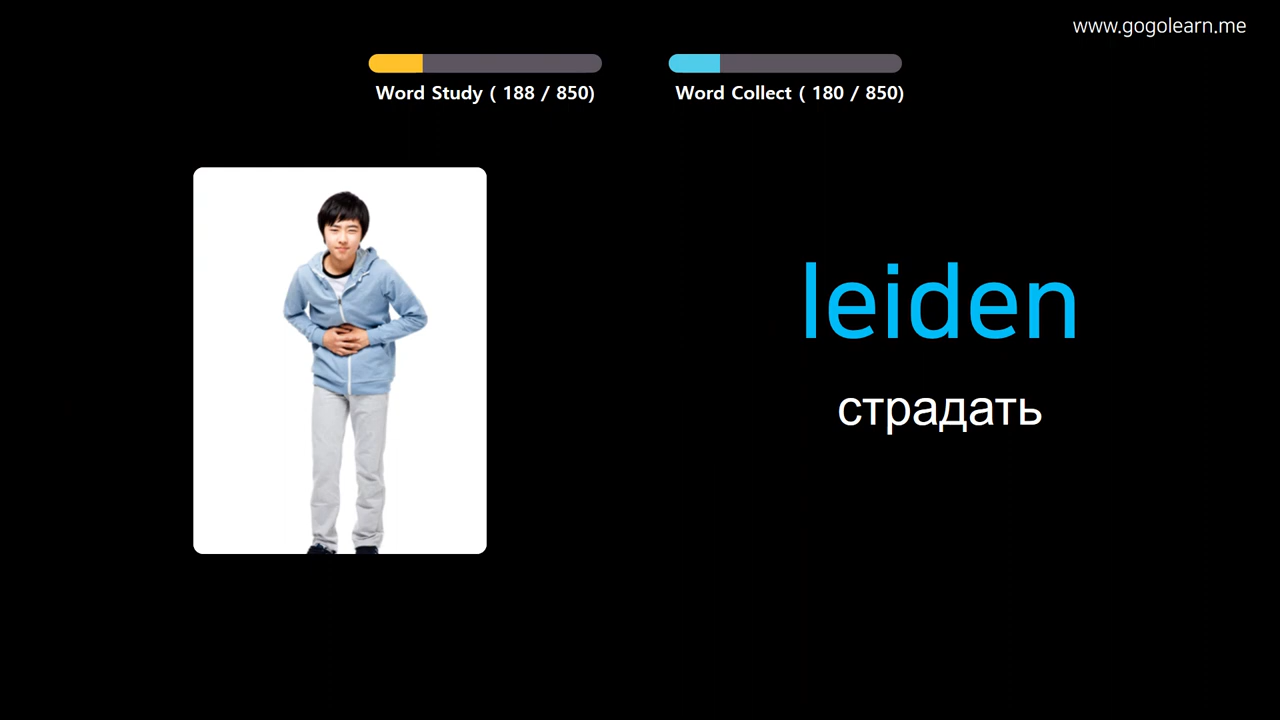 www.gogolearn.me
Word Study ( 188 / 850)
Word Collect ( 180 / 850)
leiden
страдать